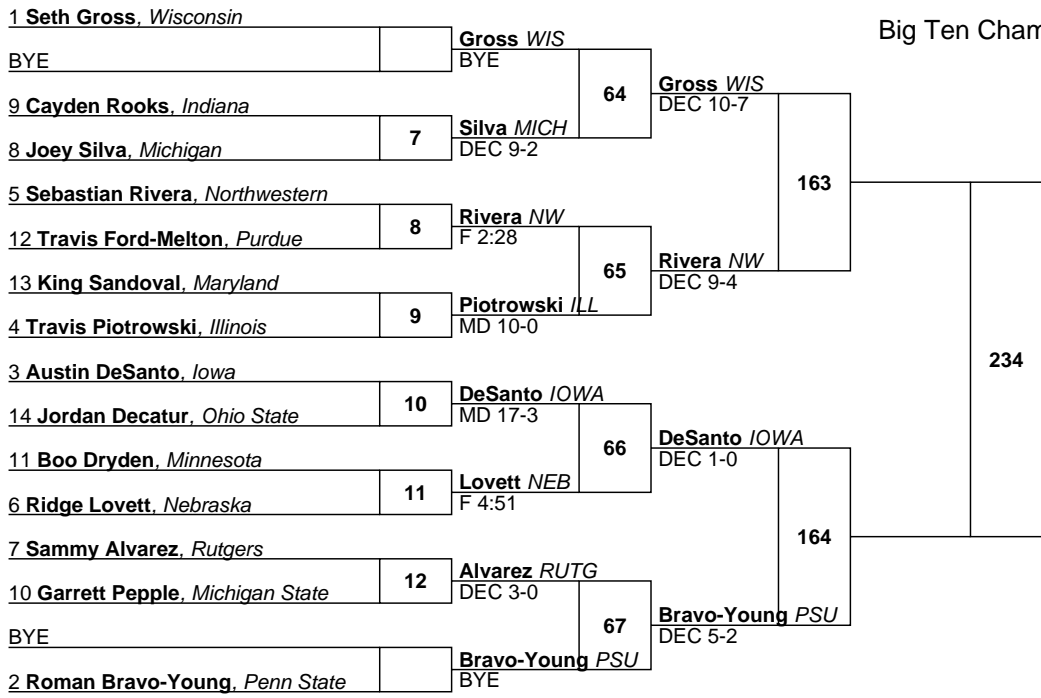 Big Ten Cham
1 Seth Gross, Wisconsin
BYE
9 Cayden Rooks, Indiana
8 Joey Silva, Michigan
5 Sebastian Rivera, Northwestern
12 Travis Ford-Melton, Purdue
13 King Sandoval, Maryland
4 Travis Piotrowski, Illinois
3 Austin DeSanto, Iowa
14 Jordan Decatur, Ohio State
11 Boo Dryden, Minnesota
6 Ridge Lovett, Nebraska
7 Sammy Alvarez, Rutgers
10 Garrett Pepple, Michigan State
BYE
2 Roman Bravo-Young, Penn State
7
8
9
10
11
12
Gross WIS
BYE
Silva MICH
DEC 9-2
Rivera NW
F 2:28
Piotrowski ILL
MD 10-0
DeSanto IOWA
MD 17-3
Lovett NEB
F 4:51
Alvarez RUTG
DEC 3-0
Bravo-Young PSU
BYE
64
65
66
67
Gross WIS
DEC 10-7
Rivera NW
DEC 9-4
DeSanto IOWA
DEC 1-0
Bravo-Young PSU
DEC 5-2
163
164
234